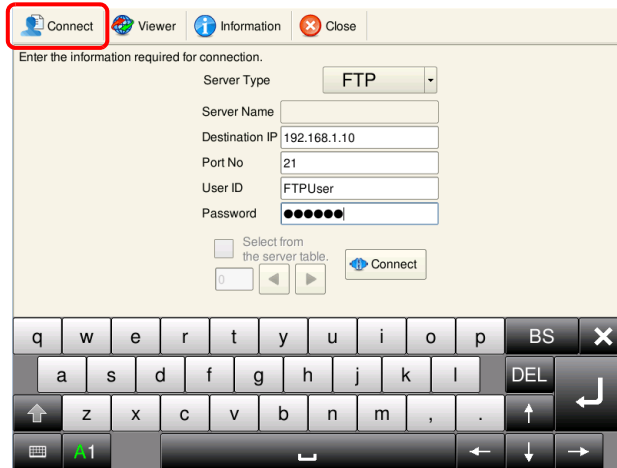 Connect Viewer Information Close
Enter the information required for connection.
Server Type FTP
Server Name
Destination IP 192.168.1.10
Port No 21
User ID FTPUser
Password ●●●●●●
Select from
the server table.
0 Connect
q w e r t y u i o p BS
a s d f g h j k l DEL
z x c v b n m , .
A1